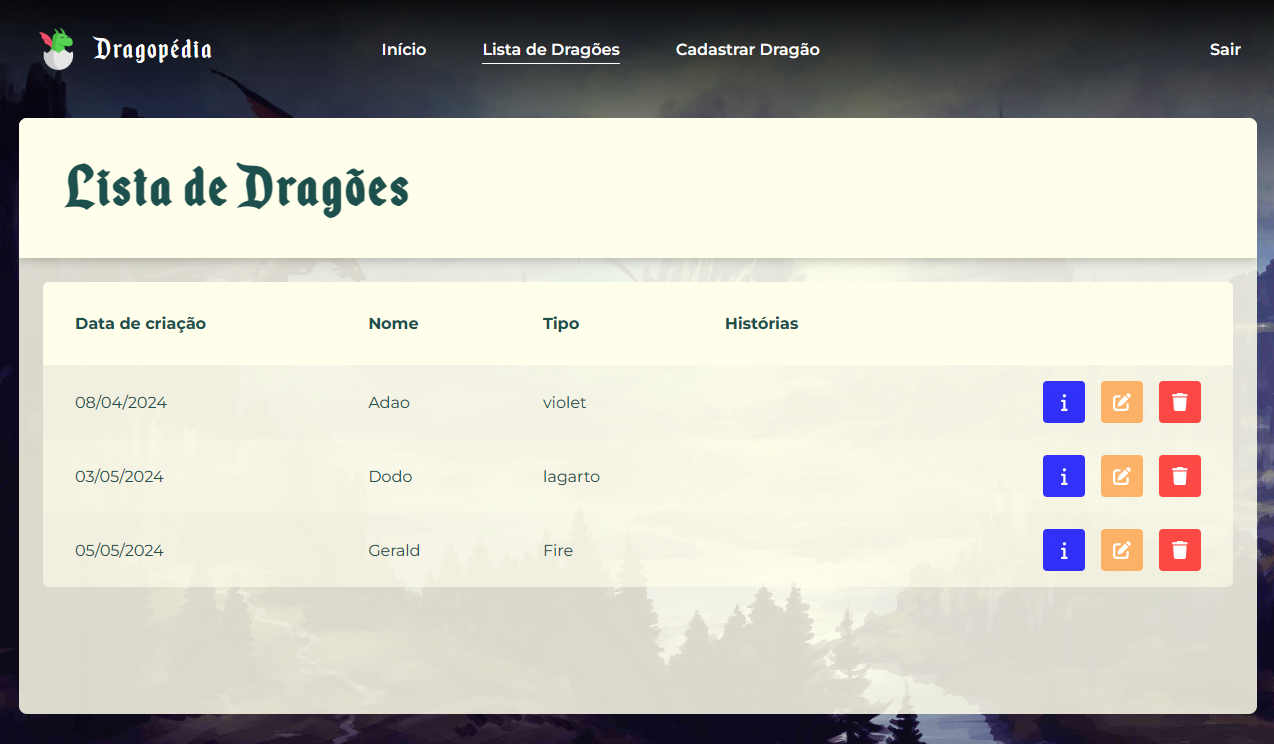 Dragopédia Início Lista de Dragões Cadastrar Dragão Sair
Lista de Dragões
Data de criação Nome Tipo Histórias
08/04/2024 Adao violet
03/05/2024 Dodo lagarto
05/05/2024 Gerald Fire